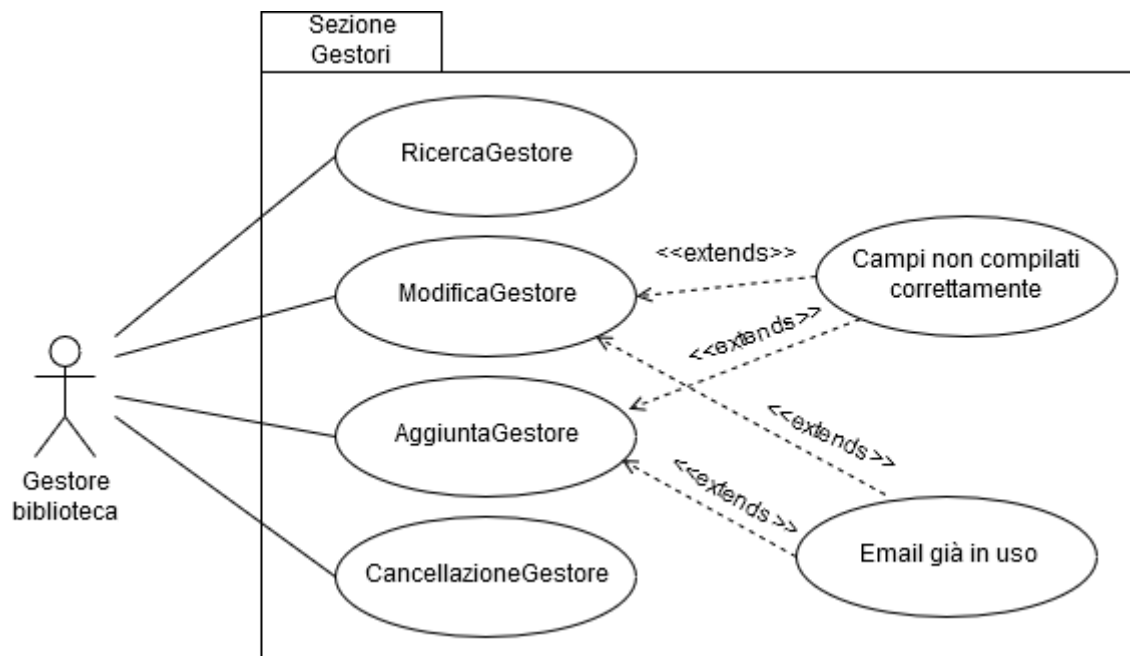 Sezione
Gestori
RicercaGestore
ModificaGestore
<<extends>>
Campi non compilati
correttamente
<<extends>>
<<extends>>
AggiuntaGestore
<<extends>>
Gestore
biblioteca
Email già in uso
CancellazioneGestore